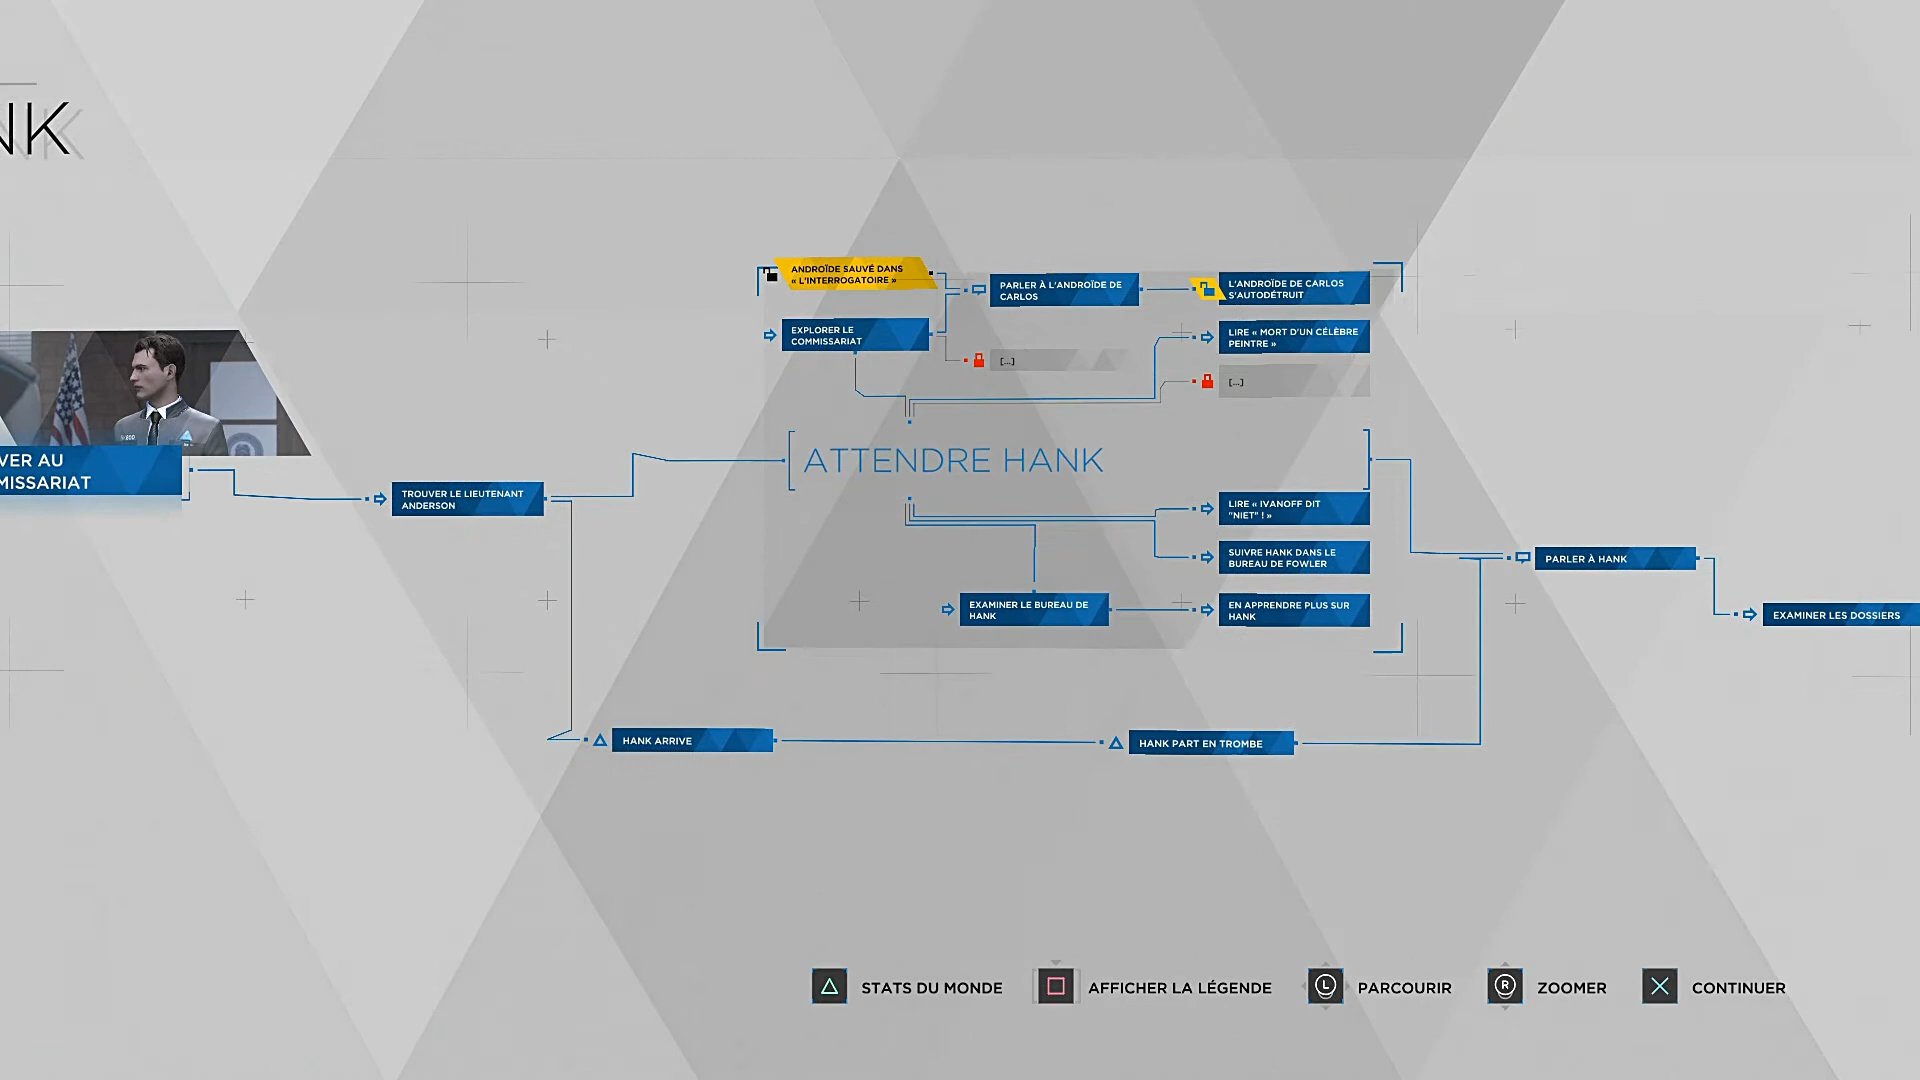 NK
ANDROÏDE SAUVÉ DANS
« L'INTERROGATOIRE »
PARLER À L'ANDROÏDE DE
CARLOS
L'ANDROÏDE DE CARLOS
S'AUTODÉTRUIT
EXPLORER LE
COMMISSARIAT
LIRE « MORT D'UN CÉLÈBRE
PEINTRE »
[...]
[...]
VER AU
MISSARIAT
TROUVER LE LIEUTENANT
ANDERSON
ATTENDRE HANK
LIRE « IVANOFF DIT
"NIET" ! »
SUIVRE HANK DANS LE
BUREAU DE FOWLER
EXAMINER LE BUREAU DE
HANK
EN APPRENDRE PLUS SUR
HANK
PARLER À HANK
EXAMINER LES DOSSIERS
HANK ARRIVE
HANK PART EN TROMBE
STATS DU MONDE
AFFICHER LA LÉGENDE
L PARCOURIR
R ZOOMER
CONTINUER